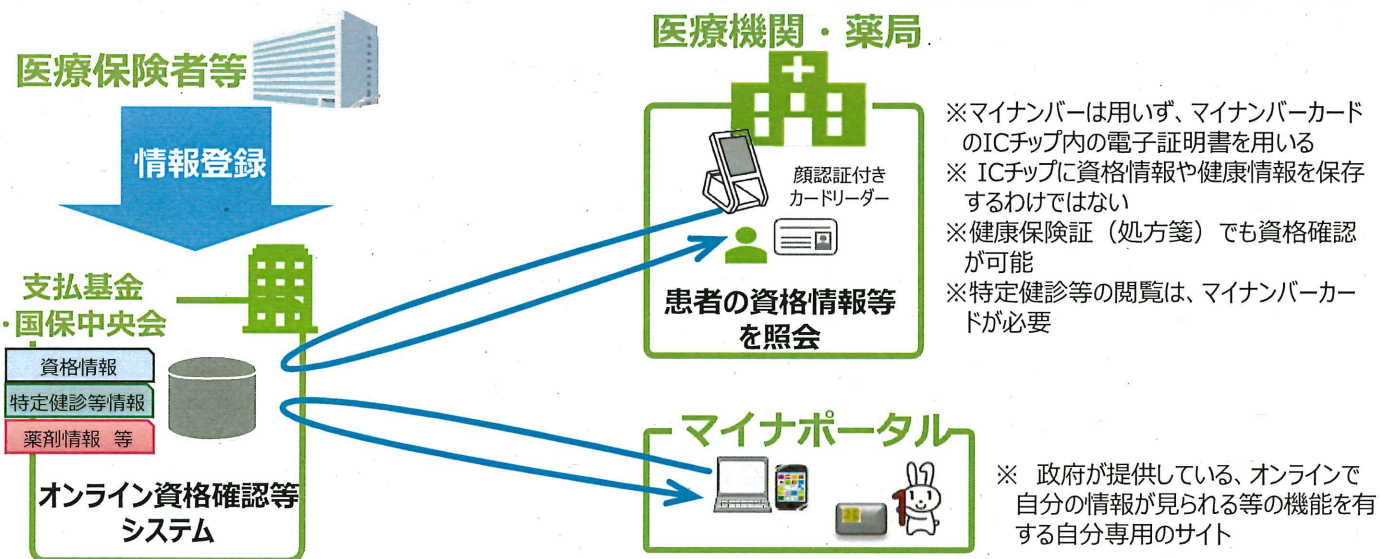 医療保険者等
情報登録
支払基金
・国保中央会
資格情報
特定健診等情報
薬剤情報 等
オンライン資格確認等
システム
医療機関・薬局
顔認証付き
カードリーダー
患者の資格情報等
を照会
※マイナンバーは用いず、マイナンバーカード
のICチップ内の電子証明書を用いる
※ ICチップに資格情報や健康情報を保存
するわけではない
※健康保険証（処方箋）でも資格確認
が可能
※特定健診等の閲覧は、マイナンバーカー
ドが必要
マイナポータル
※ 政府が提供している、オンラインで
自分の情報が見られる等の機能を有
する自分専用のサイト